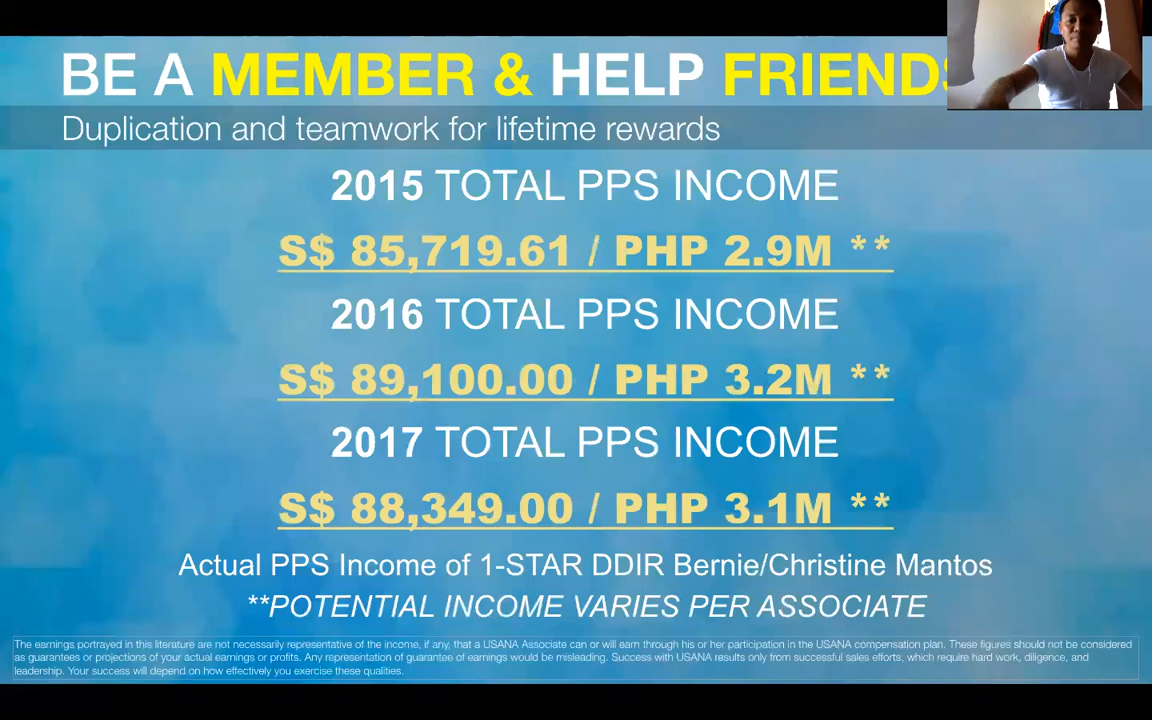 BE A MEMBER & HELP FRIENDS
Duplication and teamwork for lifetime rewards
2015 TOTAL PPS INCOME
S$ 85,719.61 / PHP 2.9M **
2016 TOTAL PPS INCOME
S$ 89,100.00 / PHP 3.2M **
2017 TOTAL PPS INCOME
S$ 88,349.00 / PHP 3.1M **
Actual PPS Income of 1-STAR DDIR Bernie/Christine Mantos
**POTENTIAL INCOME VARIES PER ASSOCIATE
The earnings portrayed in this literature are not necessarily representative of the income, if any, that a USANA Associate can or will earn through his or her participation in the USANA compensation plan. These figures should not be considered
as guarantees or projections of your actual earnings or profits. Any representation of guarantee of earnings would be misleading. Success with USANA results only from successful sales efforts, which require hard work, diligence, and
leadership. Your success will depend on how effectively you exercise these qualities.